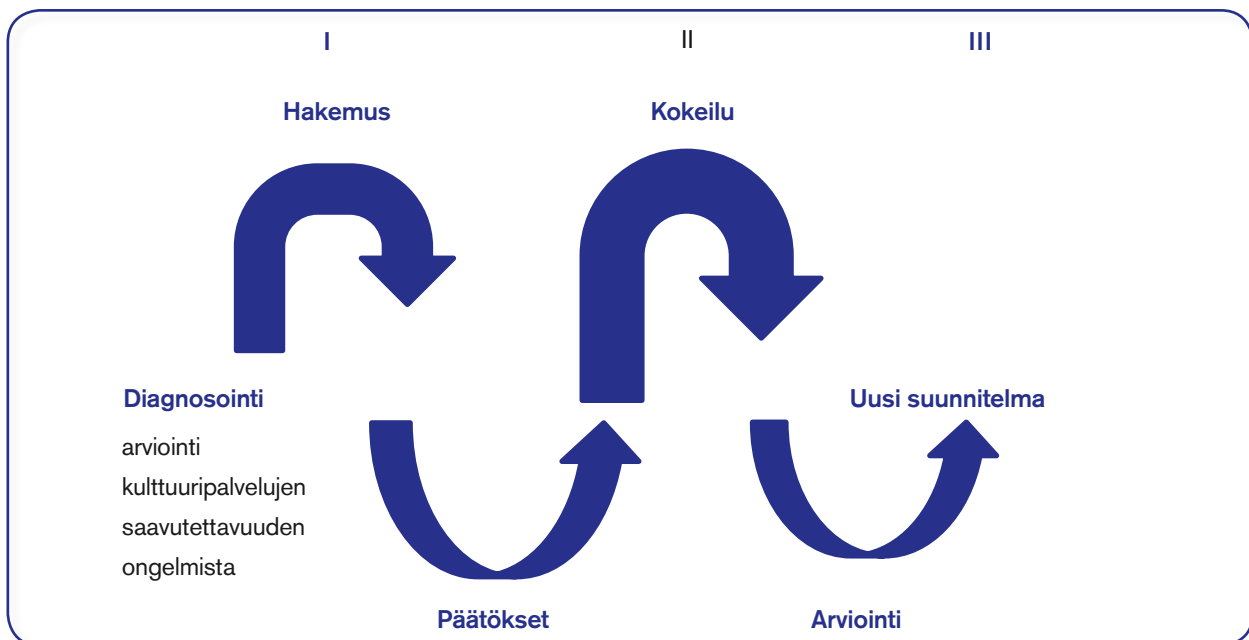 I
II
III
Hakemus
Kokeilu
Diagnosointi
arviointi
kulttuuripalvelujen
saavutettavuuden
ongelmista
Uusi suunnitelma
Päätökset
Arviointi